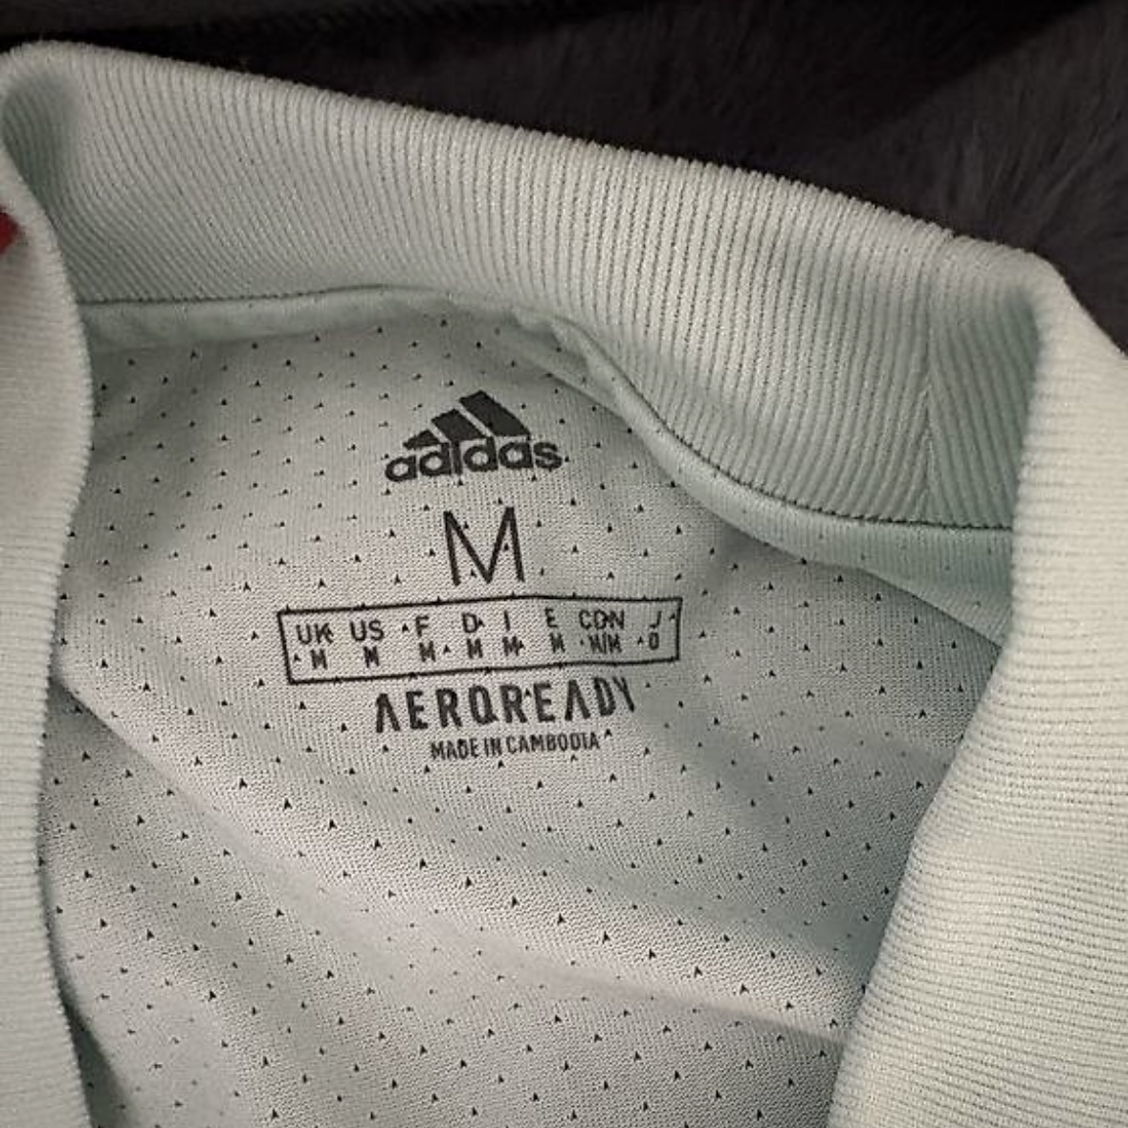 adidas
M
UK US F D I E CDN J
M M M M M M M/M O
AEROREADY
MADE IN CAMBODIA